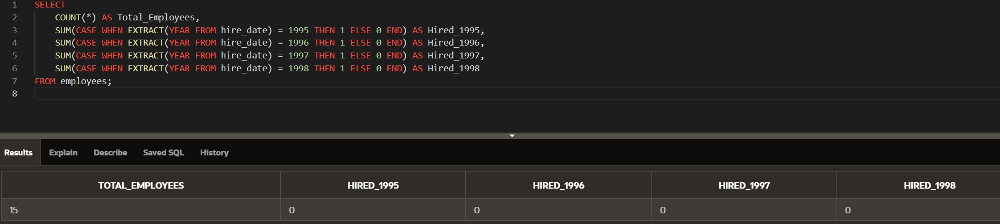 1 SELECT
2 COUNT(*) AS Total_Employees,
3 SUM(CASE WHEN EXTRACT(YEAR FROM hire_date) = 1995 THEN 1 ELSE 0 END) AS Hired_1995,
4 SUM(CASE WHEN EXTRACT(YEAR FROM hire_date) = 1996 THEN 1 ELSE 0 END) AS Hired_1996,
5 SUM(CASE WHEN EXTRACT(YEAR FROM hire_date) = 1997 THEN 1 ELSE 0 END) AS Hired_1997,
6 SUM(CASE WHEN EXTRACT(YEAR FROM hire_date) = 1998 THEN 1 ELSE 0 END) AS Hired_1998
7 FROM employees;
8
Results Explain Describe Saved SQL History
TOTAL_EMPLOYEES HIRED_1995 HIRED_1996 HIRED_1997 HIRED_1998
15 0 0 0 0